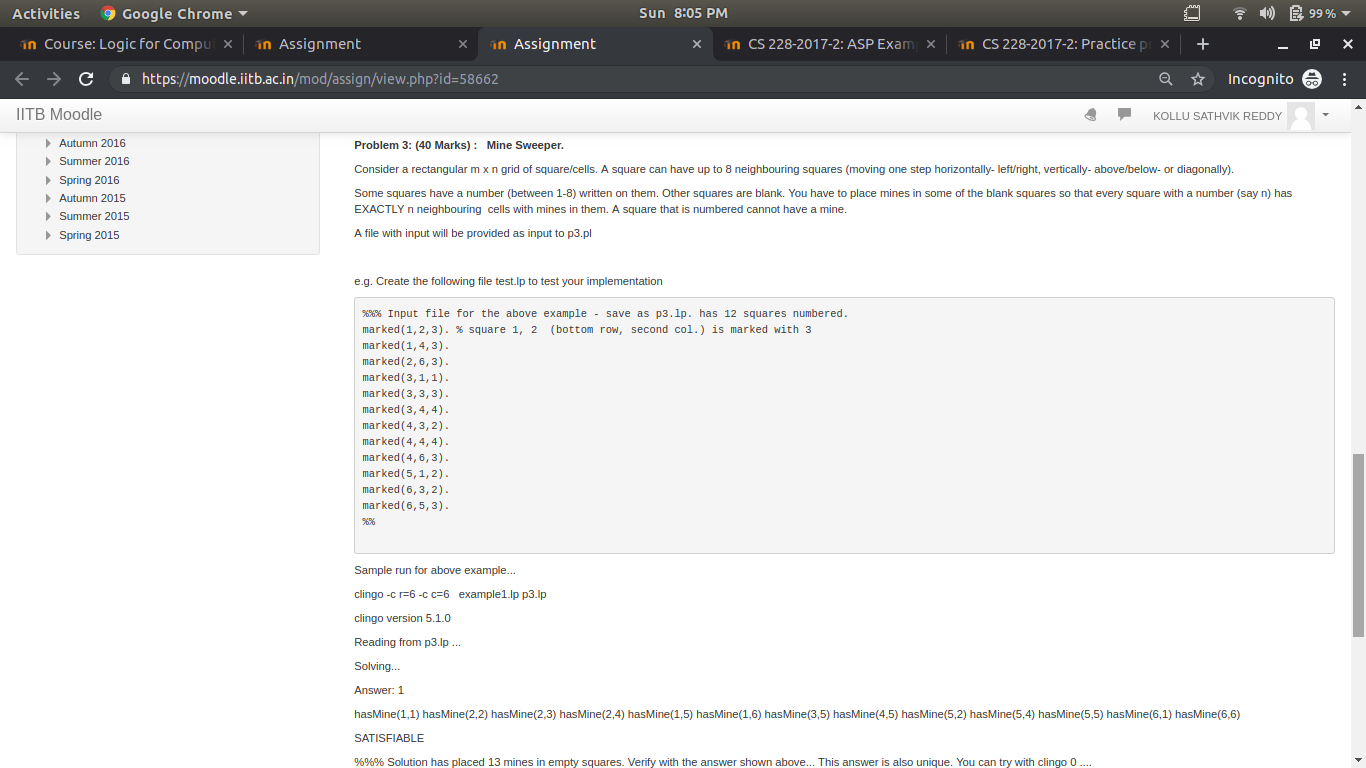 Activities Google Chrome Sun 8:05 PM 99 %
Course: Logic for Compu Assignment Assignment CS 228-2017-2: ASP Exam CS 228-2017-2: Practice p
https://moodle.iitb.ac.in/mod/assign/view.php?id=58662 Incognito
IITB Moodle KOLLU SATHVIK REDDY
Autumn 2016
Summer 2016
Spring 2016
Autumn 2015
Summer 2015
Spring 2015
Problem 3: (40 Marks) : Mine Sweeper.
Consider a rectangular m x n grid of square/cells. A square can have up to 8 neighbouring squares (moving one step horizontally- left/right, vertically- above/below- or diagonally).
Some squares have a number (between 1-8) written on them. Other squares are blank. You have to place mines in some of the blank squares so that every square with a number (say n) has
EXACTLY n neighbouring cells with mines in them. A square that is numbered cannot have a mine.
A file with input will be provided as input to p3.pl
e.g. Create the following file test.lp to test your implementation
%%% Input file for the above example - save as p3.lp. has 12 squares numbered.
marked(1,2,3). % square 1, 2 (bottom row, second col.) is marked with 3
marked(1,4,3).
marked(2,6,3).
marked(3,1,1).
marked(3,3,3).
marked(3,4,4).
marked(4,3,2).
marked(4,4,4).
marked(4,6,3).
marked(5,1,2).
marked(6,3,2).
marked(6,5,3).
%%
Sample run for above example...
clingo -c r=6 -c c=6 example1.lp p3.lp
clingo version 5.1.0
Reading from p3.lp ...
Solving...
Answer: 1
hasMine(1,1) hasMine(2,2) hasMine(2,3) hasMine(2,4) hasMine(1,5) hasMine(1,6) hasMine(3,5) hasMine(4,5) hasMine(5,2) hasMine(5,4) hasMine(5,5) hasMine(6,1) hasMine(6,6)
SATISFIABLE
%%% Solution has placed 13 mines in empty squares. Verify with the answer shown above... This answer is also unique. You can try with clingo 0 ....